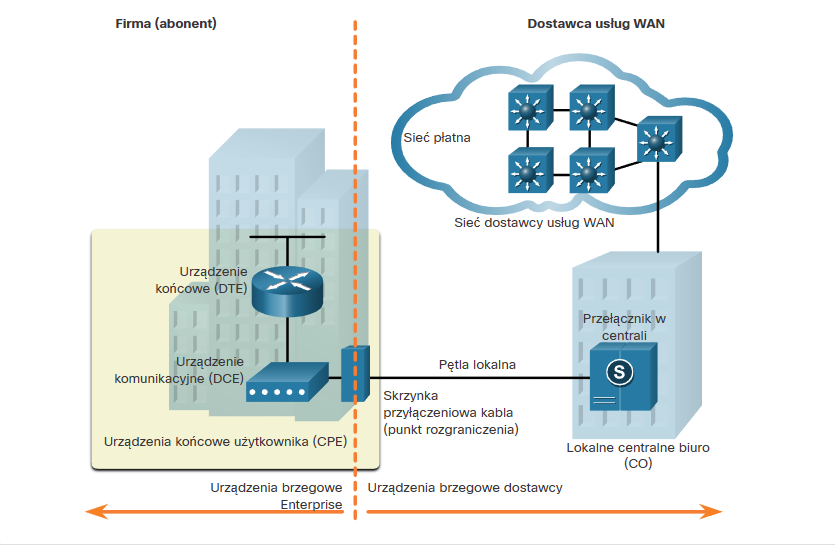 Firma (abonent)
Dostawca usług WAN
Sieć płatna
Sieć dostawcy usług WAN
Urządzenie
końcowe (DTE)
Przełącznik w
centrali
S
Urządzenie
komunikacyjne (DCE)
Pętla lokalna
Skrzynka
przyłączeniowa kabla
(punkt rozgraniczenia)
Urządzenia końcowe użytkownika (CPE)
Lokalne centralne biuro
(CO)
Urządzenia brzegowe
Enterprise
Urządzenia brzegowe dostawcy